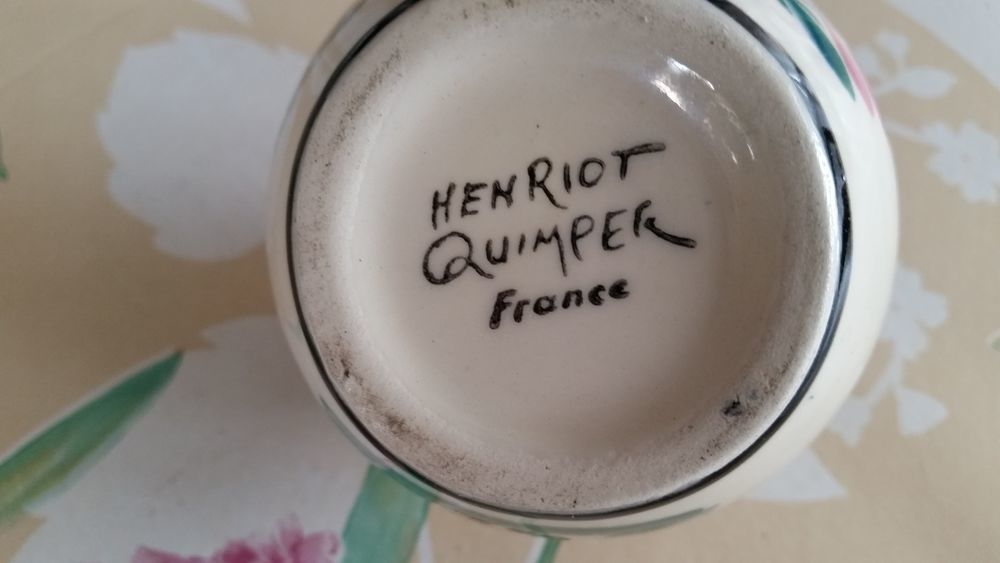 HENRIOT
QUIMPER
France